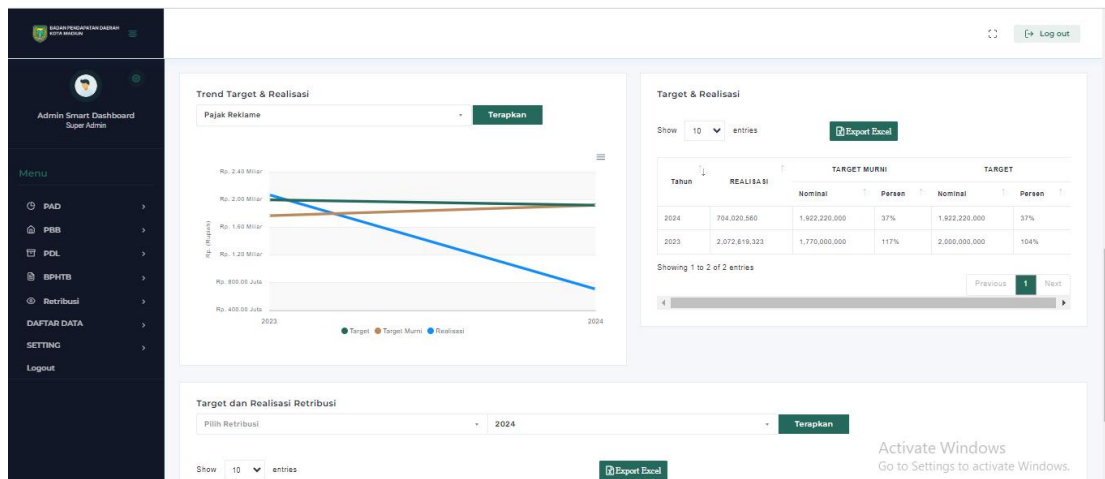 BADAN PENDAPATAN DAERAH
KOTA MADIUN
Log out
Admin Smart Dashboard
Super Admin
Menu
PAD
PBB
PDL
BPHTB
Retribusi
DAFTAR DATA
SETTING
Logout
Trend Target & Realisasi
Pajak Reklame
Terapkan
Rp. 2.40 Miliar
Rp. 2.00 Miliar
Rp. 1.60 Miliar
Rp. 1.20 Miliar
Rp. 800.00 Juta
Rp. 400.00 Juta
Rp. (Rupiah)
2023 2024
Target Target Murni Realisasi
Target & Realisasi
Show 10 entries Export Excel
Tahun REALISASI TARGET MURNI TARGET
Nominal Persen Nominal Persen
2024 704,020,560 1,922,220,000 37% 1,922,220,000 37%
2023 2,072,619,323 1,770,000,000 117% 2,000,000,000 104%
Showing 1 to 2 of 2 entries
Previous 1 Next
Target dan Realisasi Retribusi
Pilih Retribusi 2024 Terapkan
Show 10 entries Export Excel
Activate Windows
Go to Settings to activate Windows.